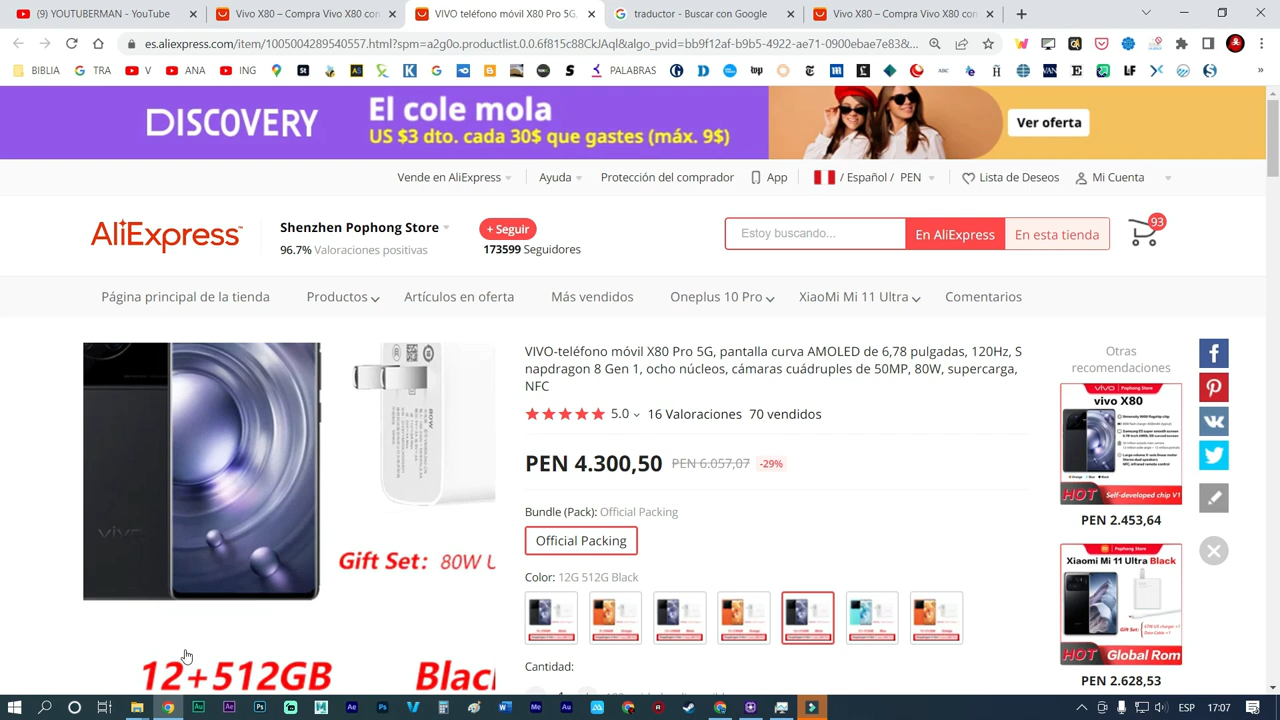 (9) YOUTUBERMAN - Youtube
Vivo X80 – Compra Vivo X80 con
VIVO teléfono móvil X80 Pro 5G,
traductor - Buscar con Google
Vivo X80 – Compra Vivo X80 con
es.aliexpress.com/item/1005004289540557.html?spm=a2g0o.productlist.0.0.
BIBLIA
TRA
V
ANA
ING
PALABRAS
DISCOVERY
El cole mola
US $3 dto. cada 30$ que gastes (máx. 9$)
Ver oferta
Vende en AliExpress
Ayuda
Protección del comprador
App
/ Español / PEN
Lista de Deseos
Mi Cuenta
AliExpress
Shenzhen Pophong Store
96.7% Valoraciones positivas
+ Seguir
173599 Seguidores
Estoy buscando...
En AliExpress
En esta tienda
93
Página principal de la tienda
Productos
Artículos en oferta
Más vendidos
Oneplus 10 Pro
XiaoMi Mi 11 Ultra
Comentarios
vivo
80W
Gift Set: 80W U
12+512GB
Blac
VIVO-teléfono móvil X80 Pro 5G, pantalla curva AMOLED de 6,78 pulgadas, 120Hz, S
napdragon 8 Gen 1, ocho núcleos, cámaras cuádruples de 50MP, 80W, supercarga,
NFC
5.0
16 Valoraciones
70 vendidos
PEN 4.300,50
PEN 6.057,07
-29%
Bundle (Pack): Official Packing
Official Packing
Color: 12G 512G Black
Cantidad:
Otras
recomendaciones
vivo
Pophong Store
vivo X80
HOT
Self-developed chip V1
PEN 2.453,64
Pophong Store
Xiaomi Mi 11 Ultra Black
Gift Set:
HOT
Global Rom
PEN 2.628,53
ESP
17:07